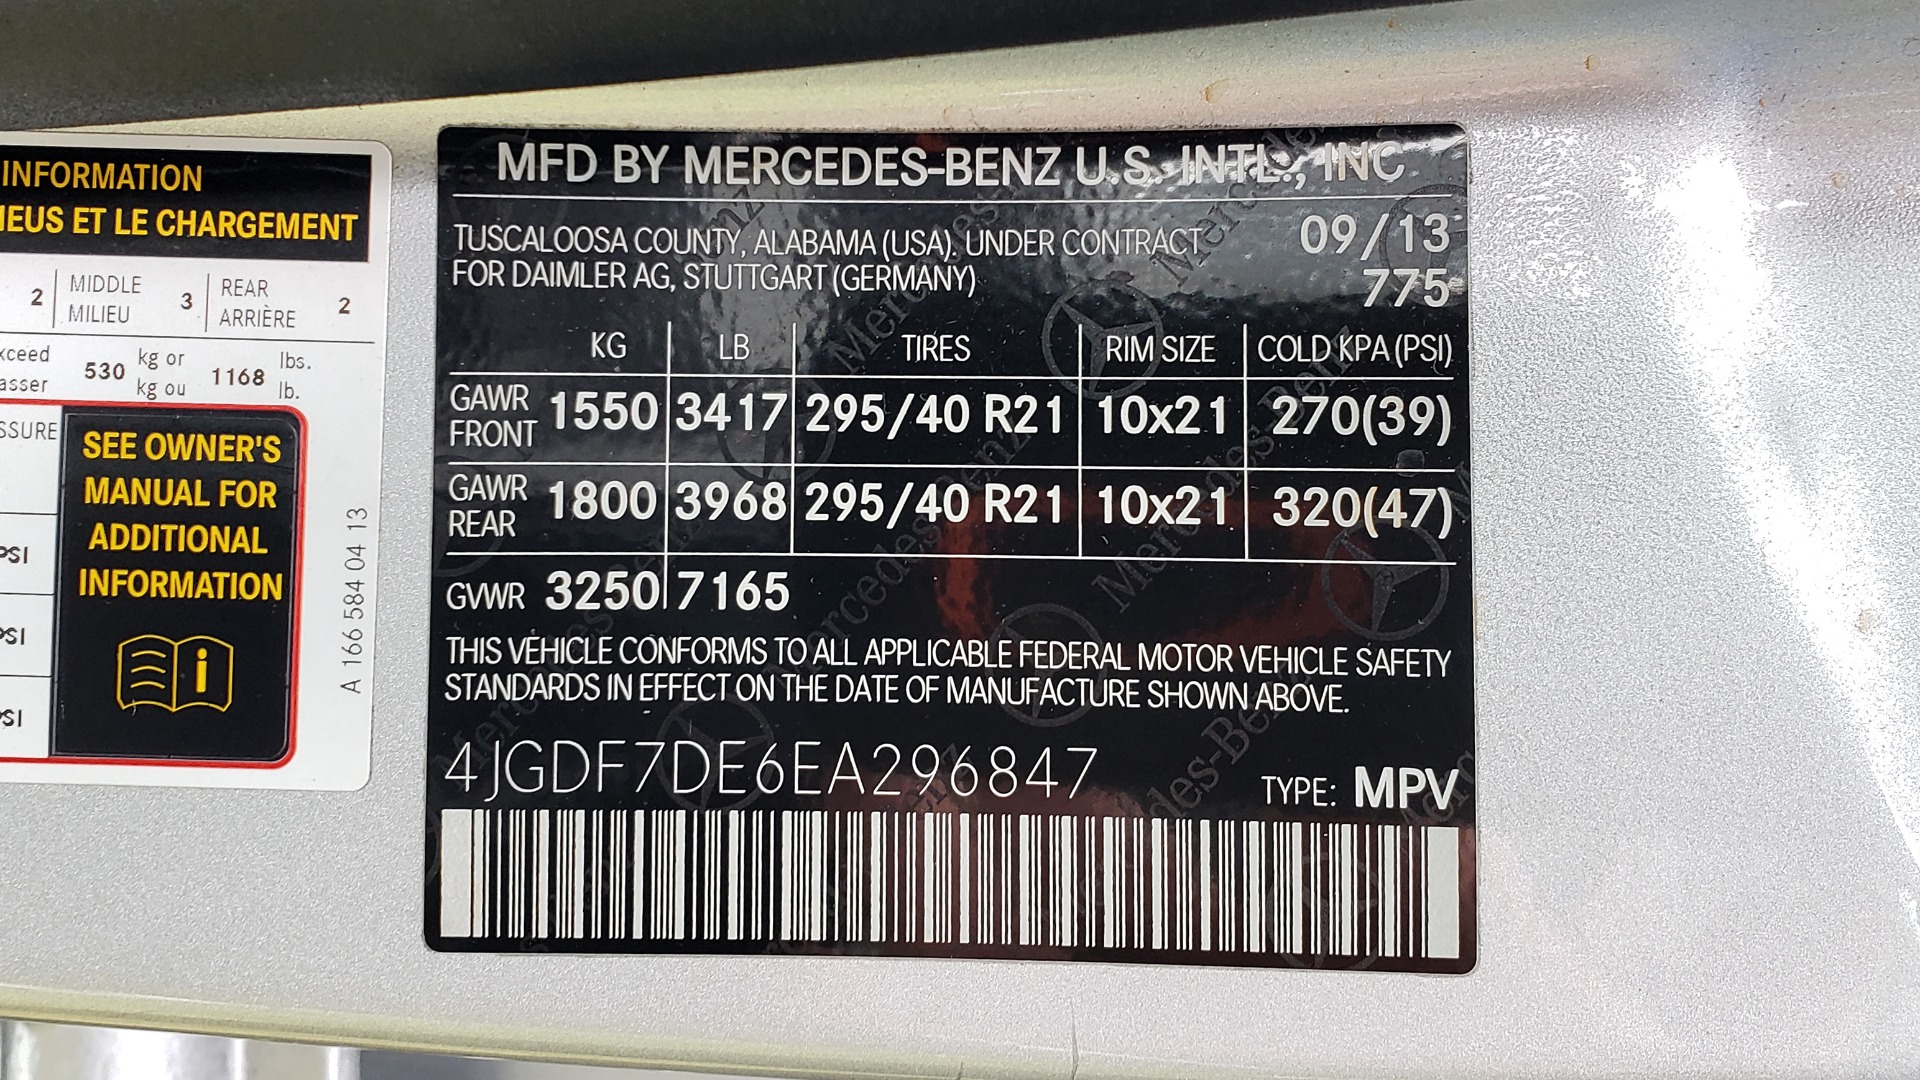 INFORMATION
NEUS ET LE CHARGEMENT
2 MIDDLE MILIEU 3 REAR ARRIÈRE 2
530 kg or 1168 lbs.
kg ou lb.
SEE OWNER'S
MANUAL FOR
ADDITIONAL
INFORMATION
i
PSI
PSI
PSI
A 166 584 04 13
MFD BY MERCEDES-BENZ U.S. INTL., INC
TUSCALOOSA COUNTY, ALABAMA (USA). UNDER CONTRACT 09/13
FOR DAIMLER AG, STUTTGART (GERMANY) 775
KG LB TIRES RIM SIZE COLD KPA (PSI)
GAWR FRONT 1550 3417 295/40 R21 10x21 270(39)
GAWR REAR 1800 3968 295/40 R21 10x21 320(47)
GVWR 3250 7165
THIS VEHICLE CONFORMS TO ALL APPLICABLE FEDERAL MOTOR VEHICLE SAFETY
STANDARDS IN EFFECT ON THE DATE OF MANUFACTURE SHOWN ABOVE.
4JGDF7DE6EA296847 TYPE: MPV